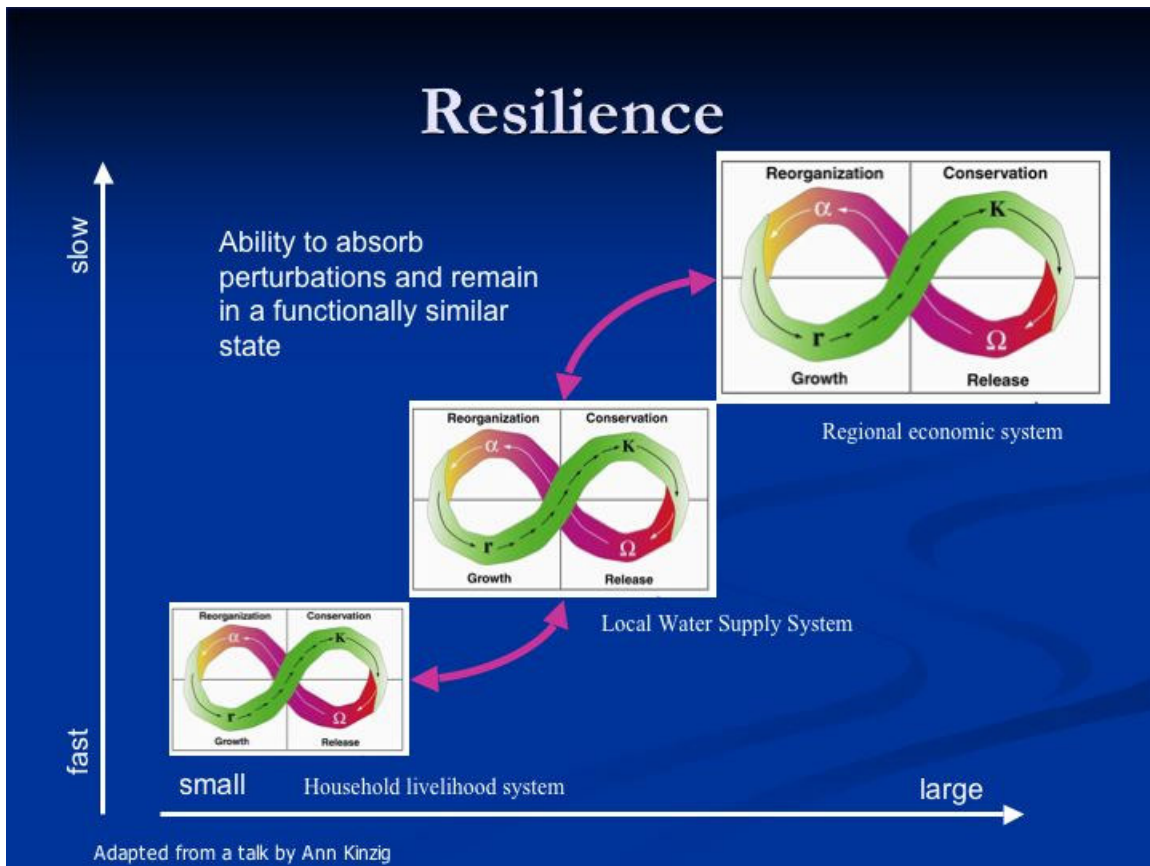 Resilience
slow
Ability to absorb
perturbations and remain
in a functionally similar
state
Reorganization
Conservation
α
K
r
Ω
Growth
Release
Regional economic system
Reorganization
Conservation
α
K
r
Ω
Growth
Release
Local Water Supply System
Reorganization
Conservation
α
K
r
Ω
Growth
Release
fast
small
Household livelihood system
large
Adapted from a talk by Ann Kinzig